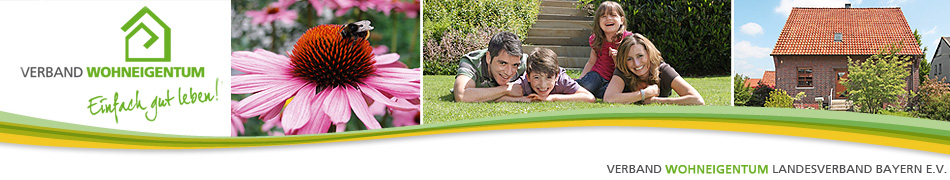 VERBAND WOHNEIGENTUM
Einfach gut leben!
VERBAND WOHNEIGENTUM LANDESVERBAND BAYERN E.V.